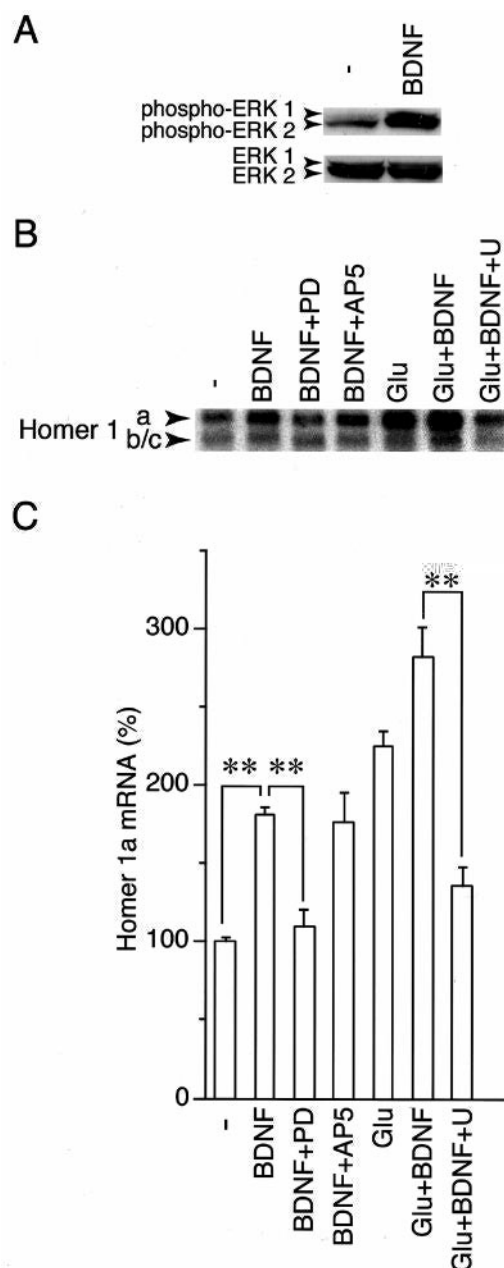 A
-
BDNF
phospho-ERK 1
phospho-ERK 2
ERK 1
ERK 2
B
-
BDNF
BDNF+PD
BDNF+AP5
Glu
Glu+BDNF
Glu+BDNF+U
Homer 1 a
b/c
C
**
300
** **
200
100
0
Homer 1a mRNA (%)
-
BDNF
BDNF+PD
BDNF+AP5
Glu
Glu+BDNF
Glu+BDNF+U